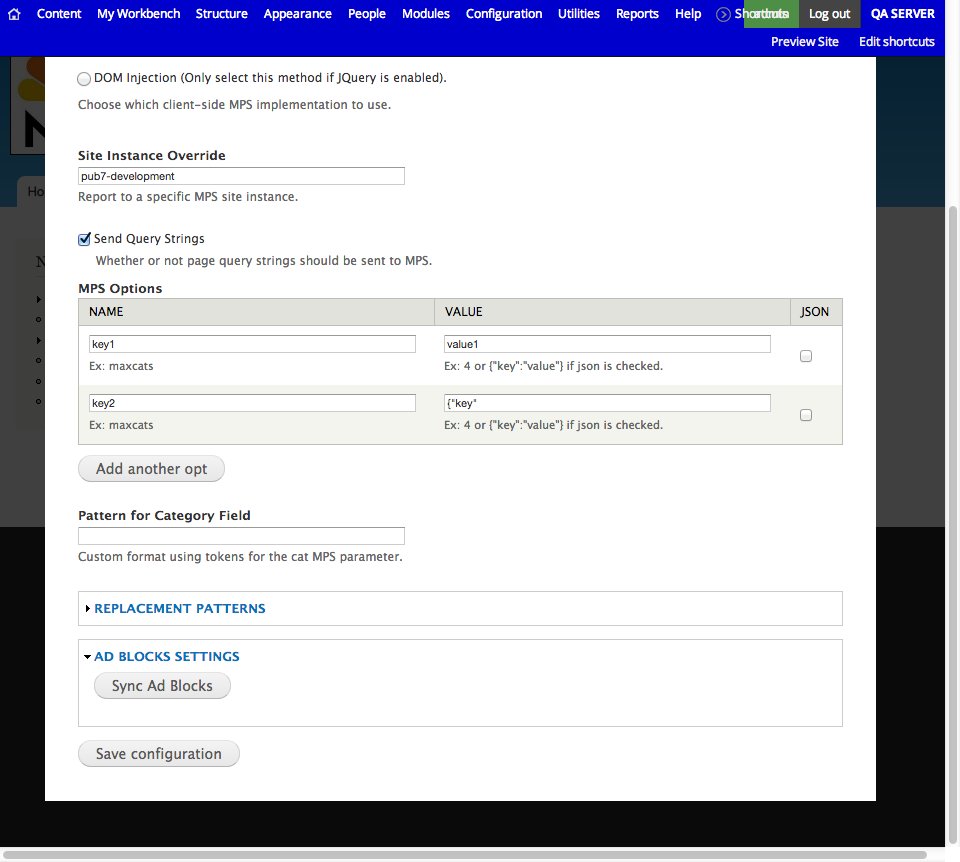 Content My Workbench Structure Appearance People Modules Configuration Utilities Reports Help Shortcuts Log out QA SERVER
Preview Site Edit shortcuts
DOM Injection (Only select this method if JQuery is enabled).
Choose which client-side MPS implementation to use.
Site Instance Override
pub7-development
Report to a specific MPS site instance.
Send Query Strings
Whether or not page query strings should be sent to MPS.
MPS Options
NAME VALUE JSON
key1 value1
Ex: maxcats Ex: 4 or {"key":"value"} if json is checked.
key2 {"key"
Ex: maxcats Ex: 4 or {"key":"value"} if json is checked.
Add another opt
Pattern for Category Field
Custom format using tokens for the cat MPS parameter.
REPLACEMENT PATTERNS
AD BLOCKS SETTINGS
Sync Ad Blocks
Save configuration